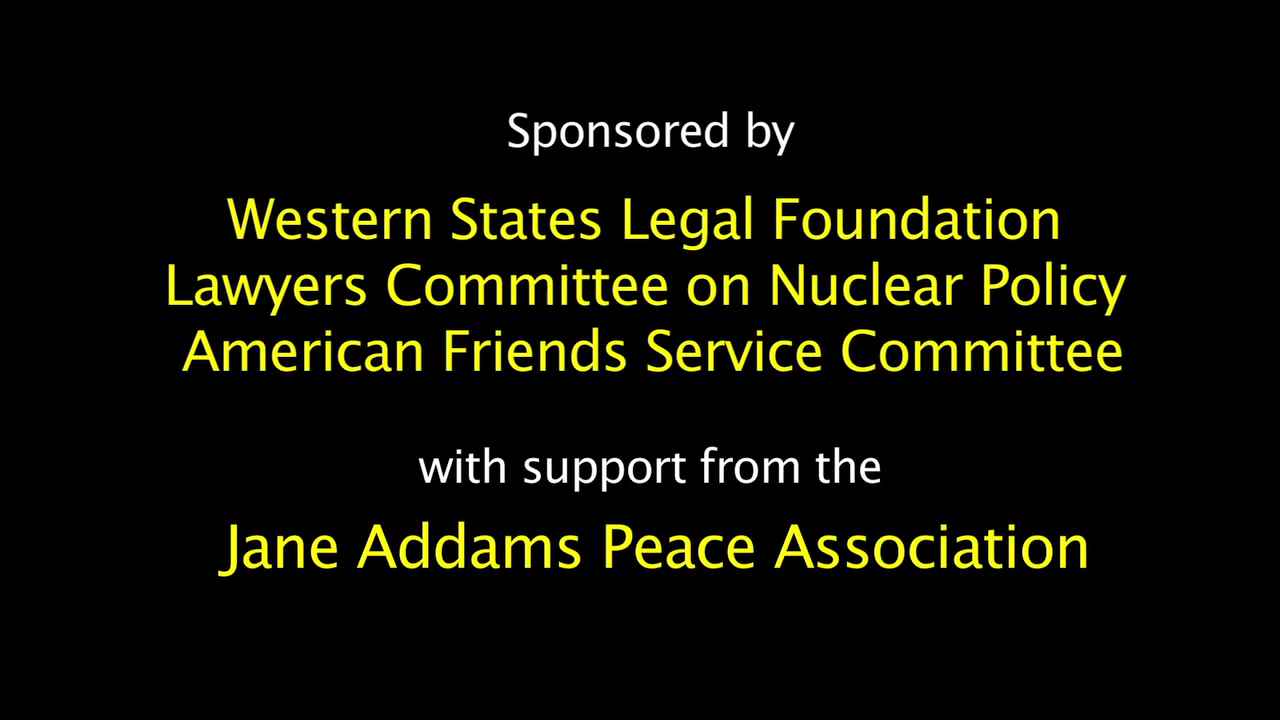 Sponsored by
Western States Legal Foundation
Lawyers Committee on Nuclear Policy
American Friends Service Committee
with support from the
Jane Addams Peace Association